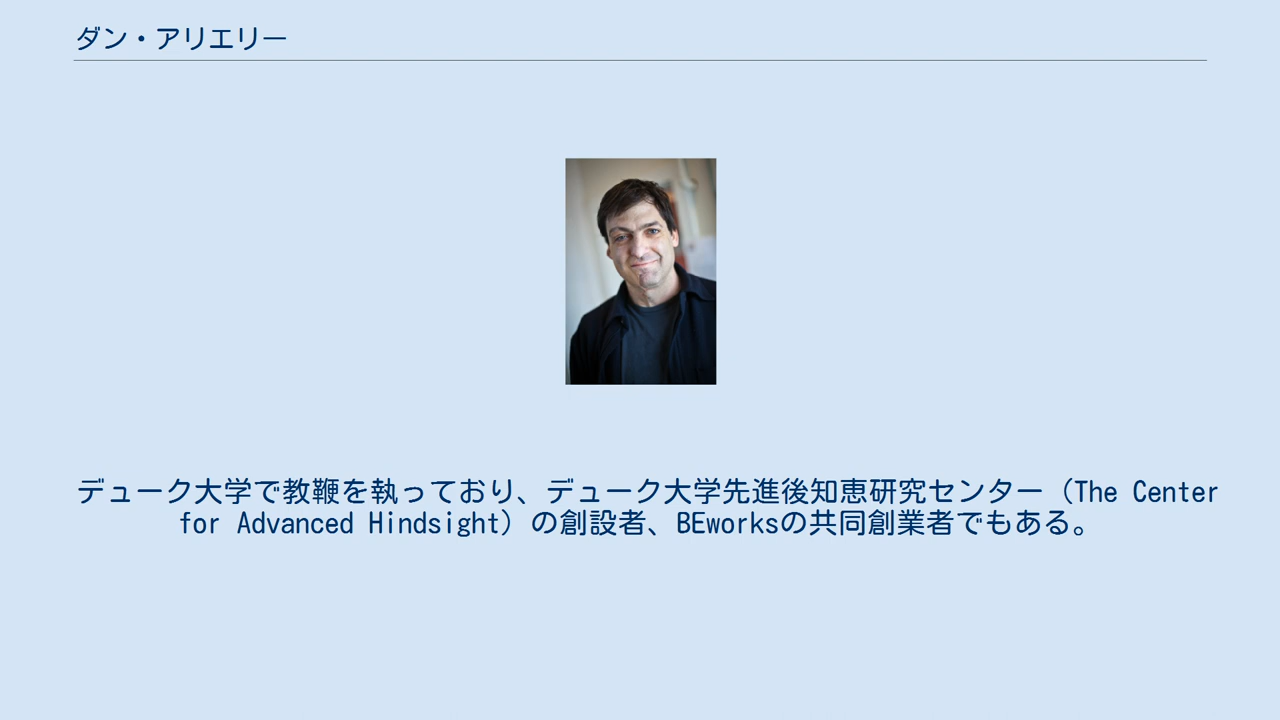 ダン・アリエリー
デューク大学で教鞭を執っており、デューク大学先進後知恵研究センター（The Center
for Advanced Hindsight）の創設者、BEworksの共同創業者でもある。